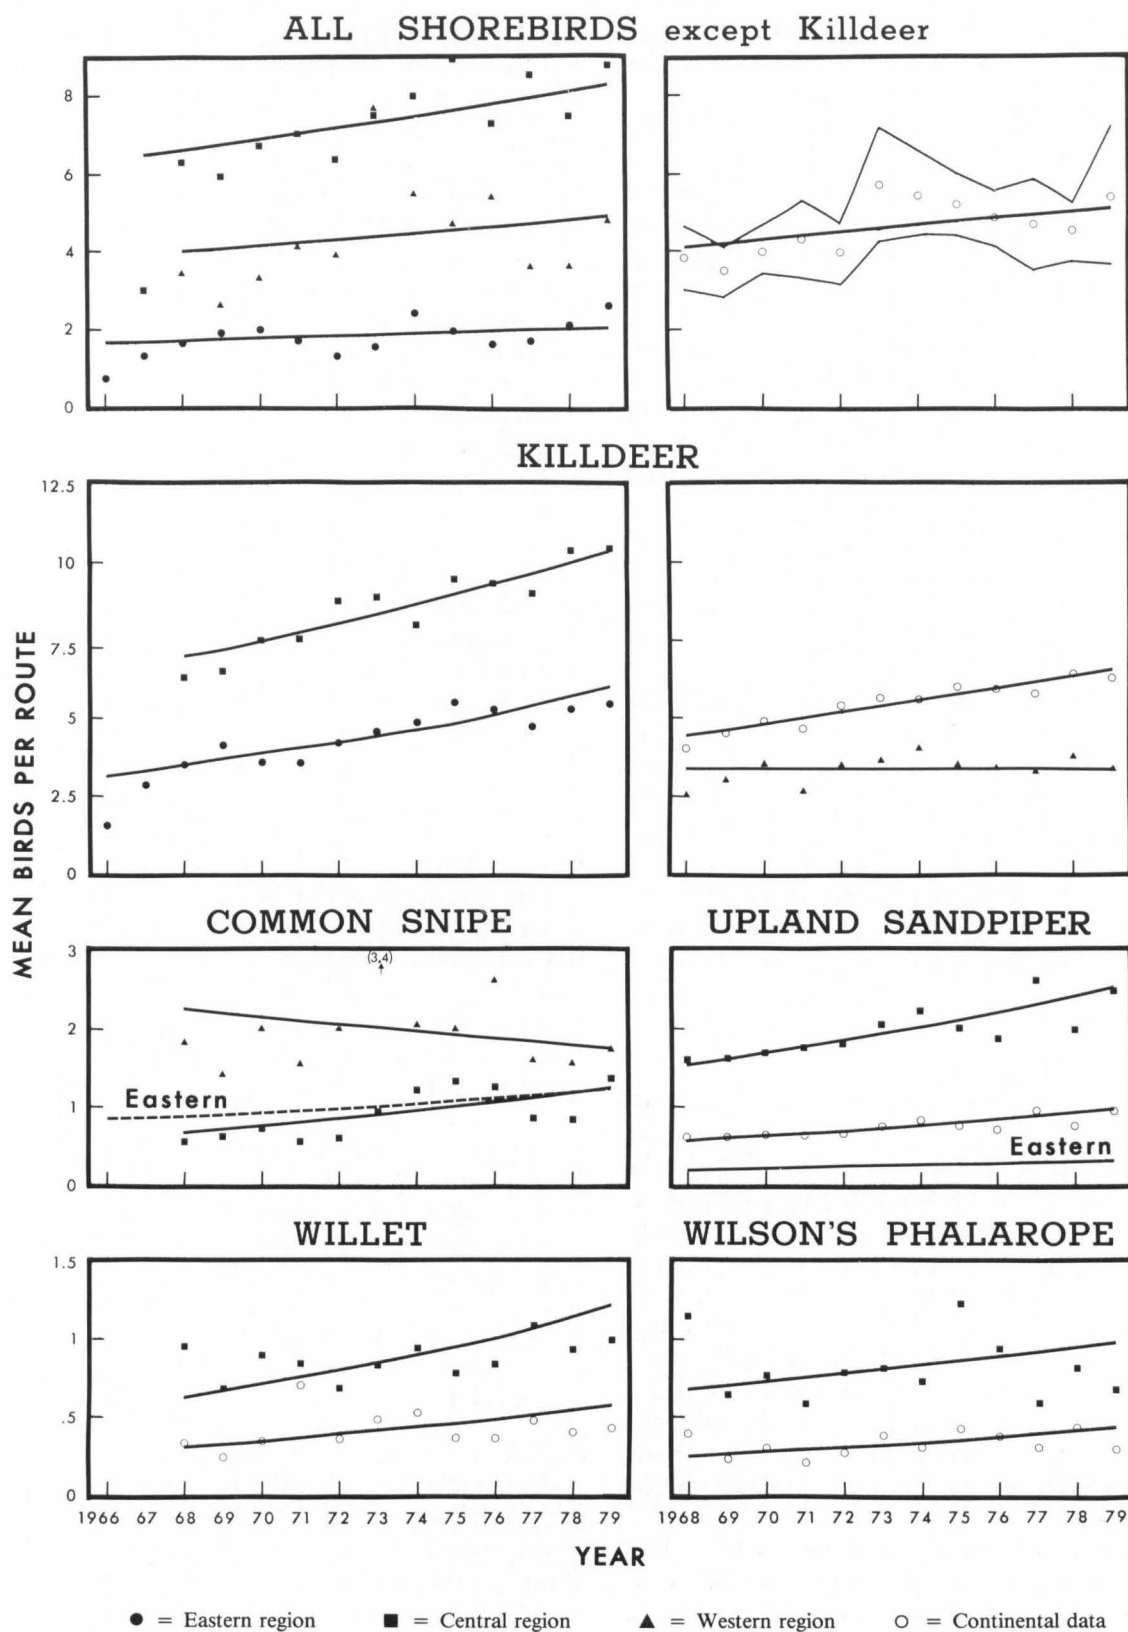 ALL SHOREBIRDS except Killdeer
8
6
4
2
0
KILLDEER
12.5
10
7.5
5
2.5
0
MEAN BIRDS PER ROUTE
COMMON SNIPE
UPLAND SANDPIPER
3
2
1
0
(3.4)
Eastern
Eastern
WILLET
WILSON'S PHALAROPE
1.5
1
.5
0
1966 67 68 69 70 71 72 73 74 75 76 77 78 79
1968 69 70 71 72 73 74 75 76 77 78 79
YEAR
● = Eastern region ■ = Central region ▲ = Western region ○ = Continental data